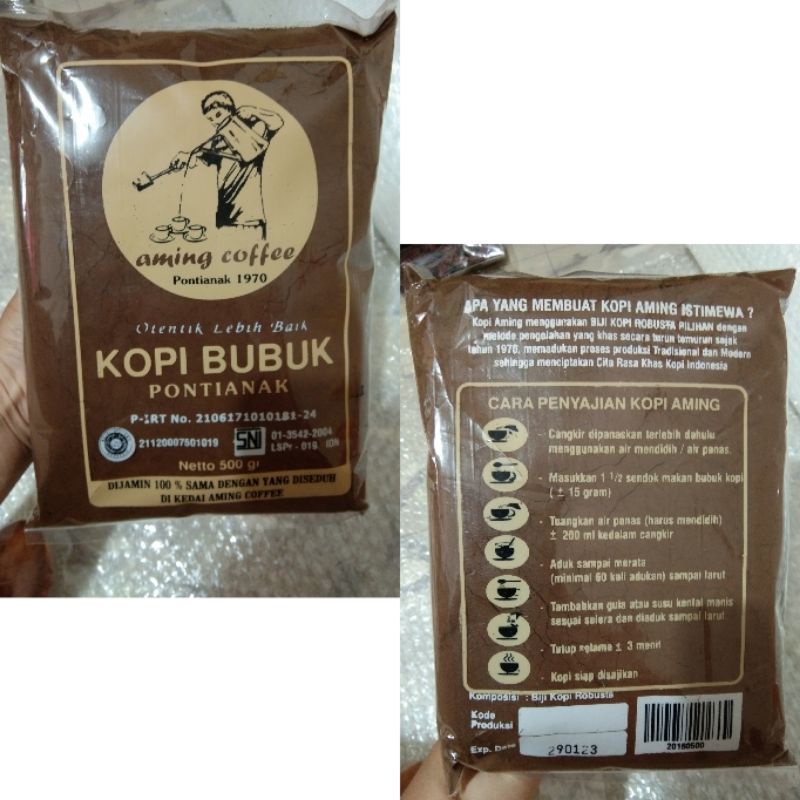 aming coffee
Pontianak 1970
Otentik Lebih Baik
KOPI BUBUK
PONTIANAK
P-IRT No. 2106171010181-24
21120007501019
SNI
01-3542-2004
LSPr - 019 - IDN
Netto 500 gr
DIJAMIN 100 % SAMA DENGAN YANG DISEDUH
DI KEDAI AMING COFFEE
APA YANG MEMBUAT KOPI AMING ISTIMEWA ?
Kopi Aming menggunakan BIJI KOPI ROBUSTA PILIHAN dengan
metode pengolahan yang khas secara turun temurun sejak
tahun 1970, memadukan proses produksi Tradisional dan Modern
sehingga menciptakan Cita Rasa Khas Kopi Indonesia
CARA PENYAJIAN KOPI AMING
- Cangkir dipanaskan terlebih dahulu
menggunakan air mendidih / air panas.
- Masukkan 1 1/2 sendok makan bubuk kopi
( ± 15 gram)
- Tuangkan air panas (harus mendidih)
± 200 ml kedalam cangkir
- Aduk sampai merata
(minimal 60 kali adukan) sampai larut
- Tambahkan gula atau susu kental manis
sesuai selera dan diaduk sampai larut
- Tutup selama ± 3 menit
- Kopi siap disajikan
Komposisi : Biji Kopi Robusta
Kode
Produksi
Exp. Date
290123
20160500